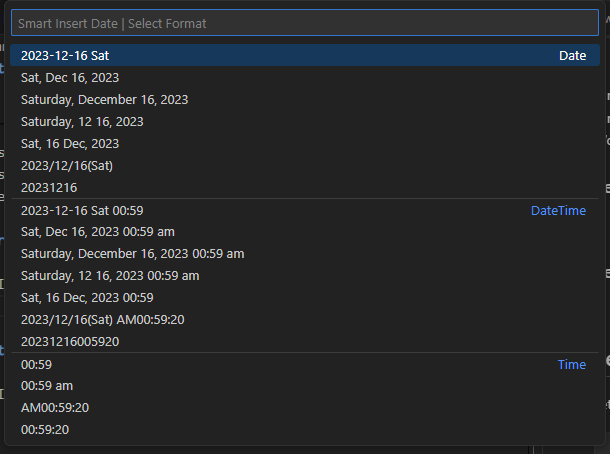 Smart Insert Date | Select Format
2023-12-16 Sat Date
Sat, Dec 16, 2023
Saturday, December 16, 2023
Saturday, 12 16, 2023
Sat, 16 Dec, 2023
2023/12/16(Sat)
20231216
2023-12-16 Sat 00:59 DateTime
Sat, Dec 16, 2023 00:59 am
Saturday, December 16, 2023 00:59 am
Saturday, 12 16, 2023 00:59 am
Sat, 16 Dec, 2023 00:59
2023/12/16(Sat) AM00:59:20
20231216005920
00:59 Time
00:59 am
AM00:59:20
00:59:20